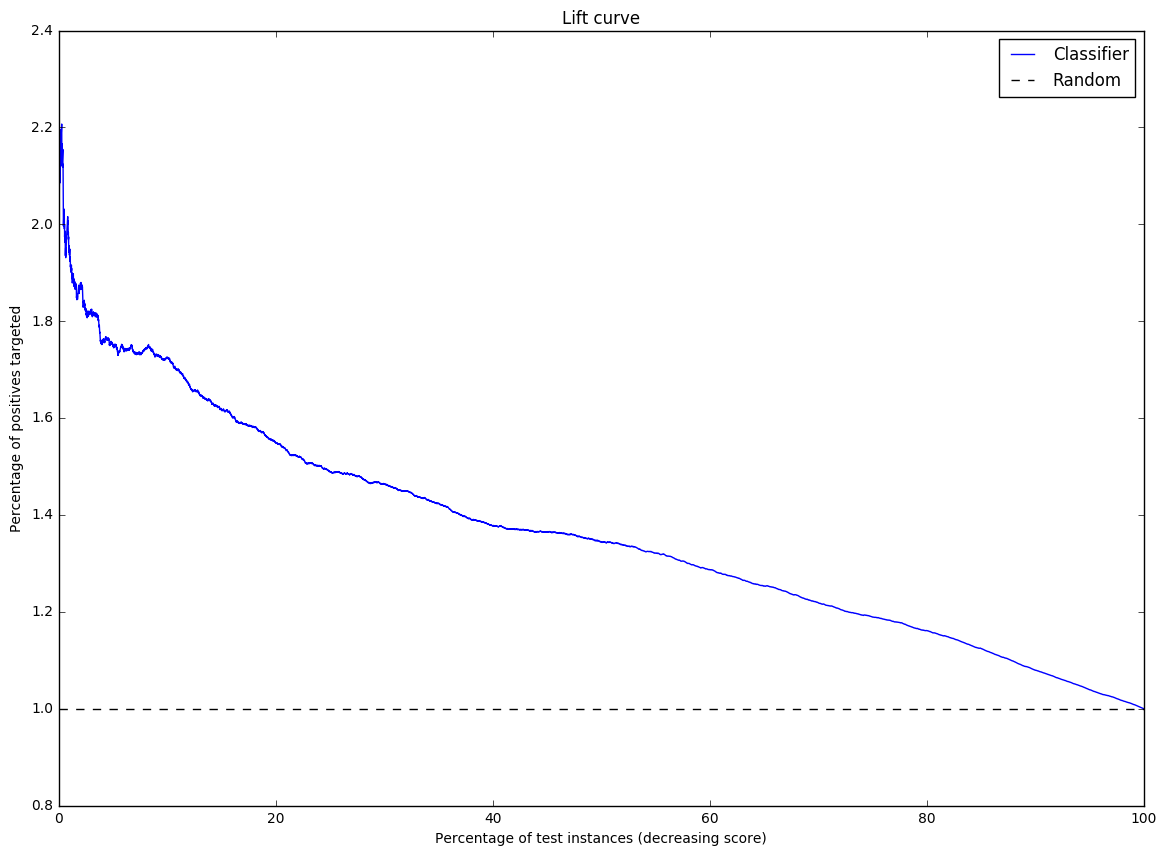 Lift curve
2.4
2.2
2.0
1.8
1.6
1.4
1.2
1.0
0.8
Percentage of positives targeted
Classifier
Random
0 20 40 60 80 100
Percentage of test instances (decreasing score)